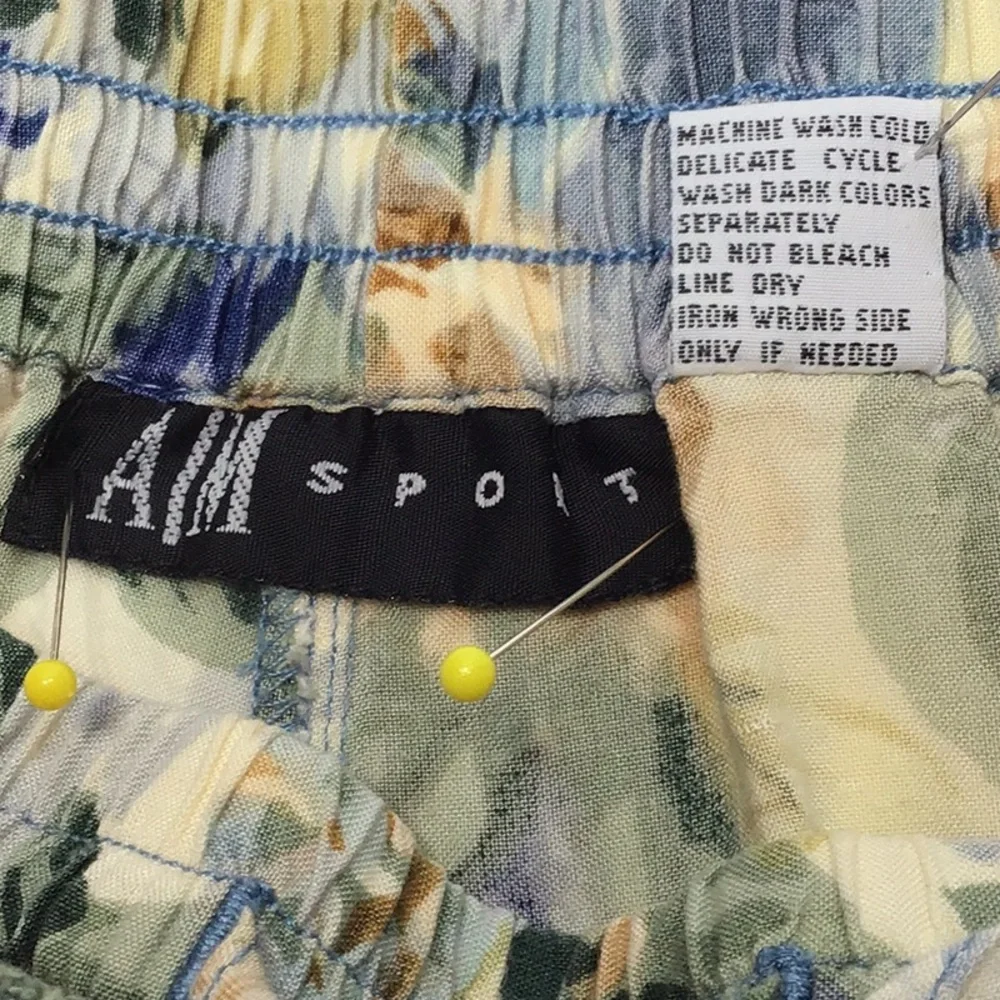 MACHINE WASH COLD
DELICATE CYCLE
WASH DARK COLORS
SEPARATELY
DO NOT BLEACH
LINE DRY
IRON WRONG SIDE
ONLY IF NEEDED
A/M SPORT